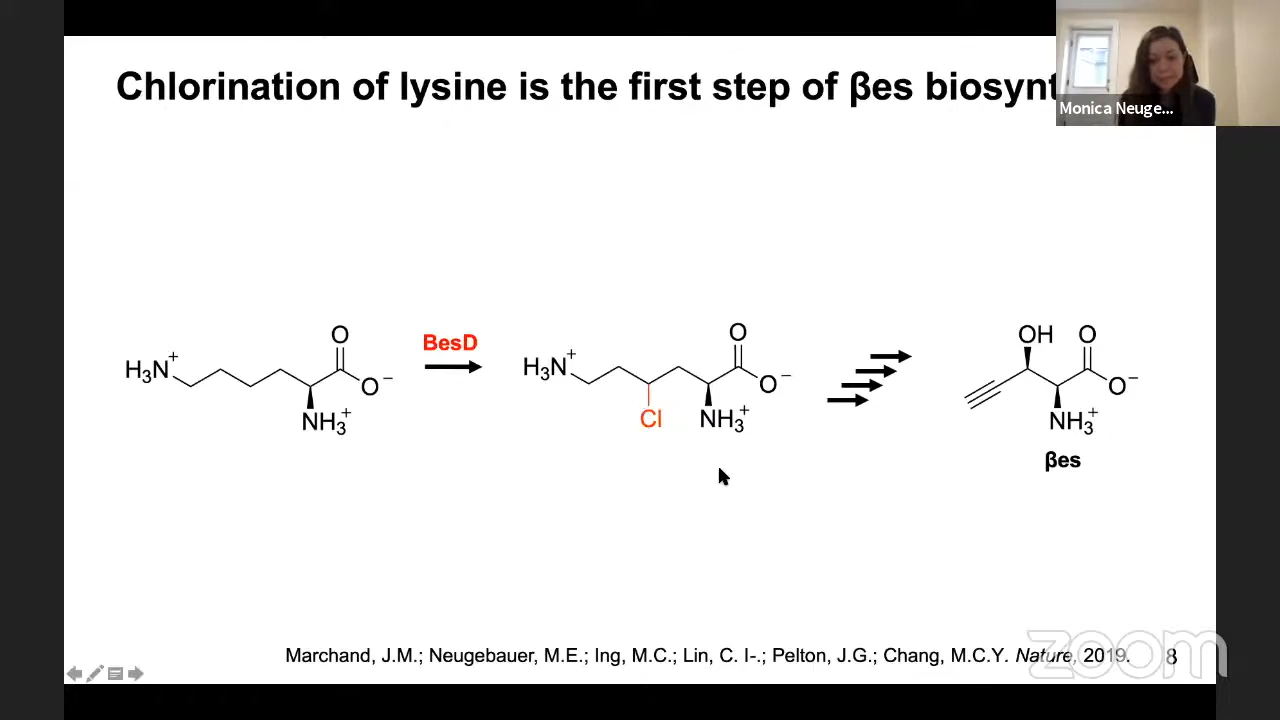 Chlorination of lysine is the first step of βes biosynt
Monica Neuge...
H₃N⁺
O
O⁻
NH₃⁺
BesD
H₃N⁺
Cl
O
O⁻
NH₃⁺
OH
O
O⁻
NH₃⁺
βes
Marchand, J.M.; Neugebauer, M.E.; Ing, M.C.; Lin, C. I-.; Pelton, J.G.; Chang, M.C.Y. Nature, 2019.
8
zoom